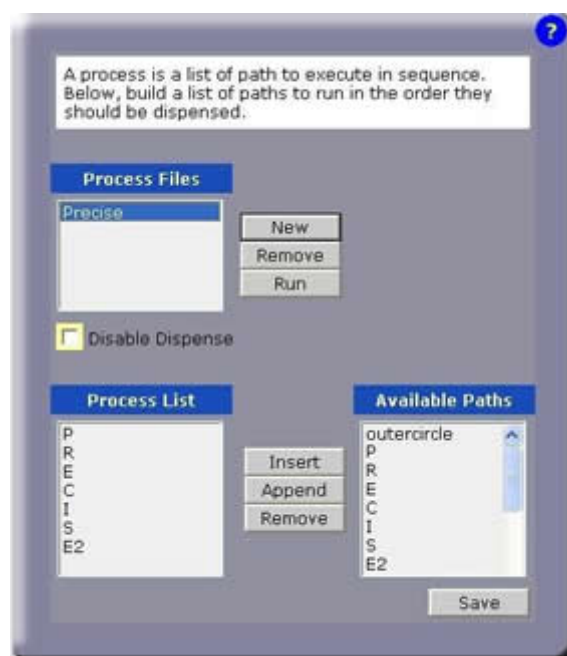 ?
A process is a list of path to execute in sequence.
Below, build a list of paths to run in the order they
should be dispensed.
Process Files
Precise
New
Remove
Run
Disable Dispense
Process List
P
R
E
C
I
S
E2
Insert
Append
Remove
Available Paths
outercircle
P
R
E
C
I
S
E2
Save